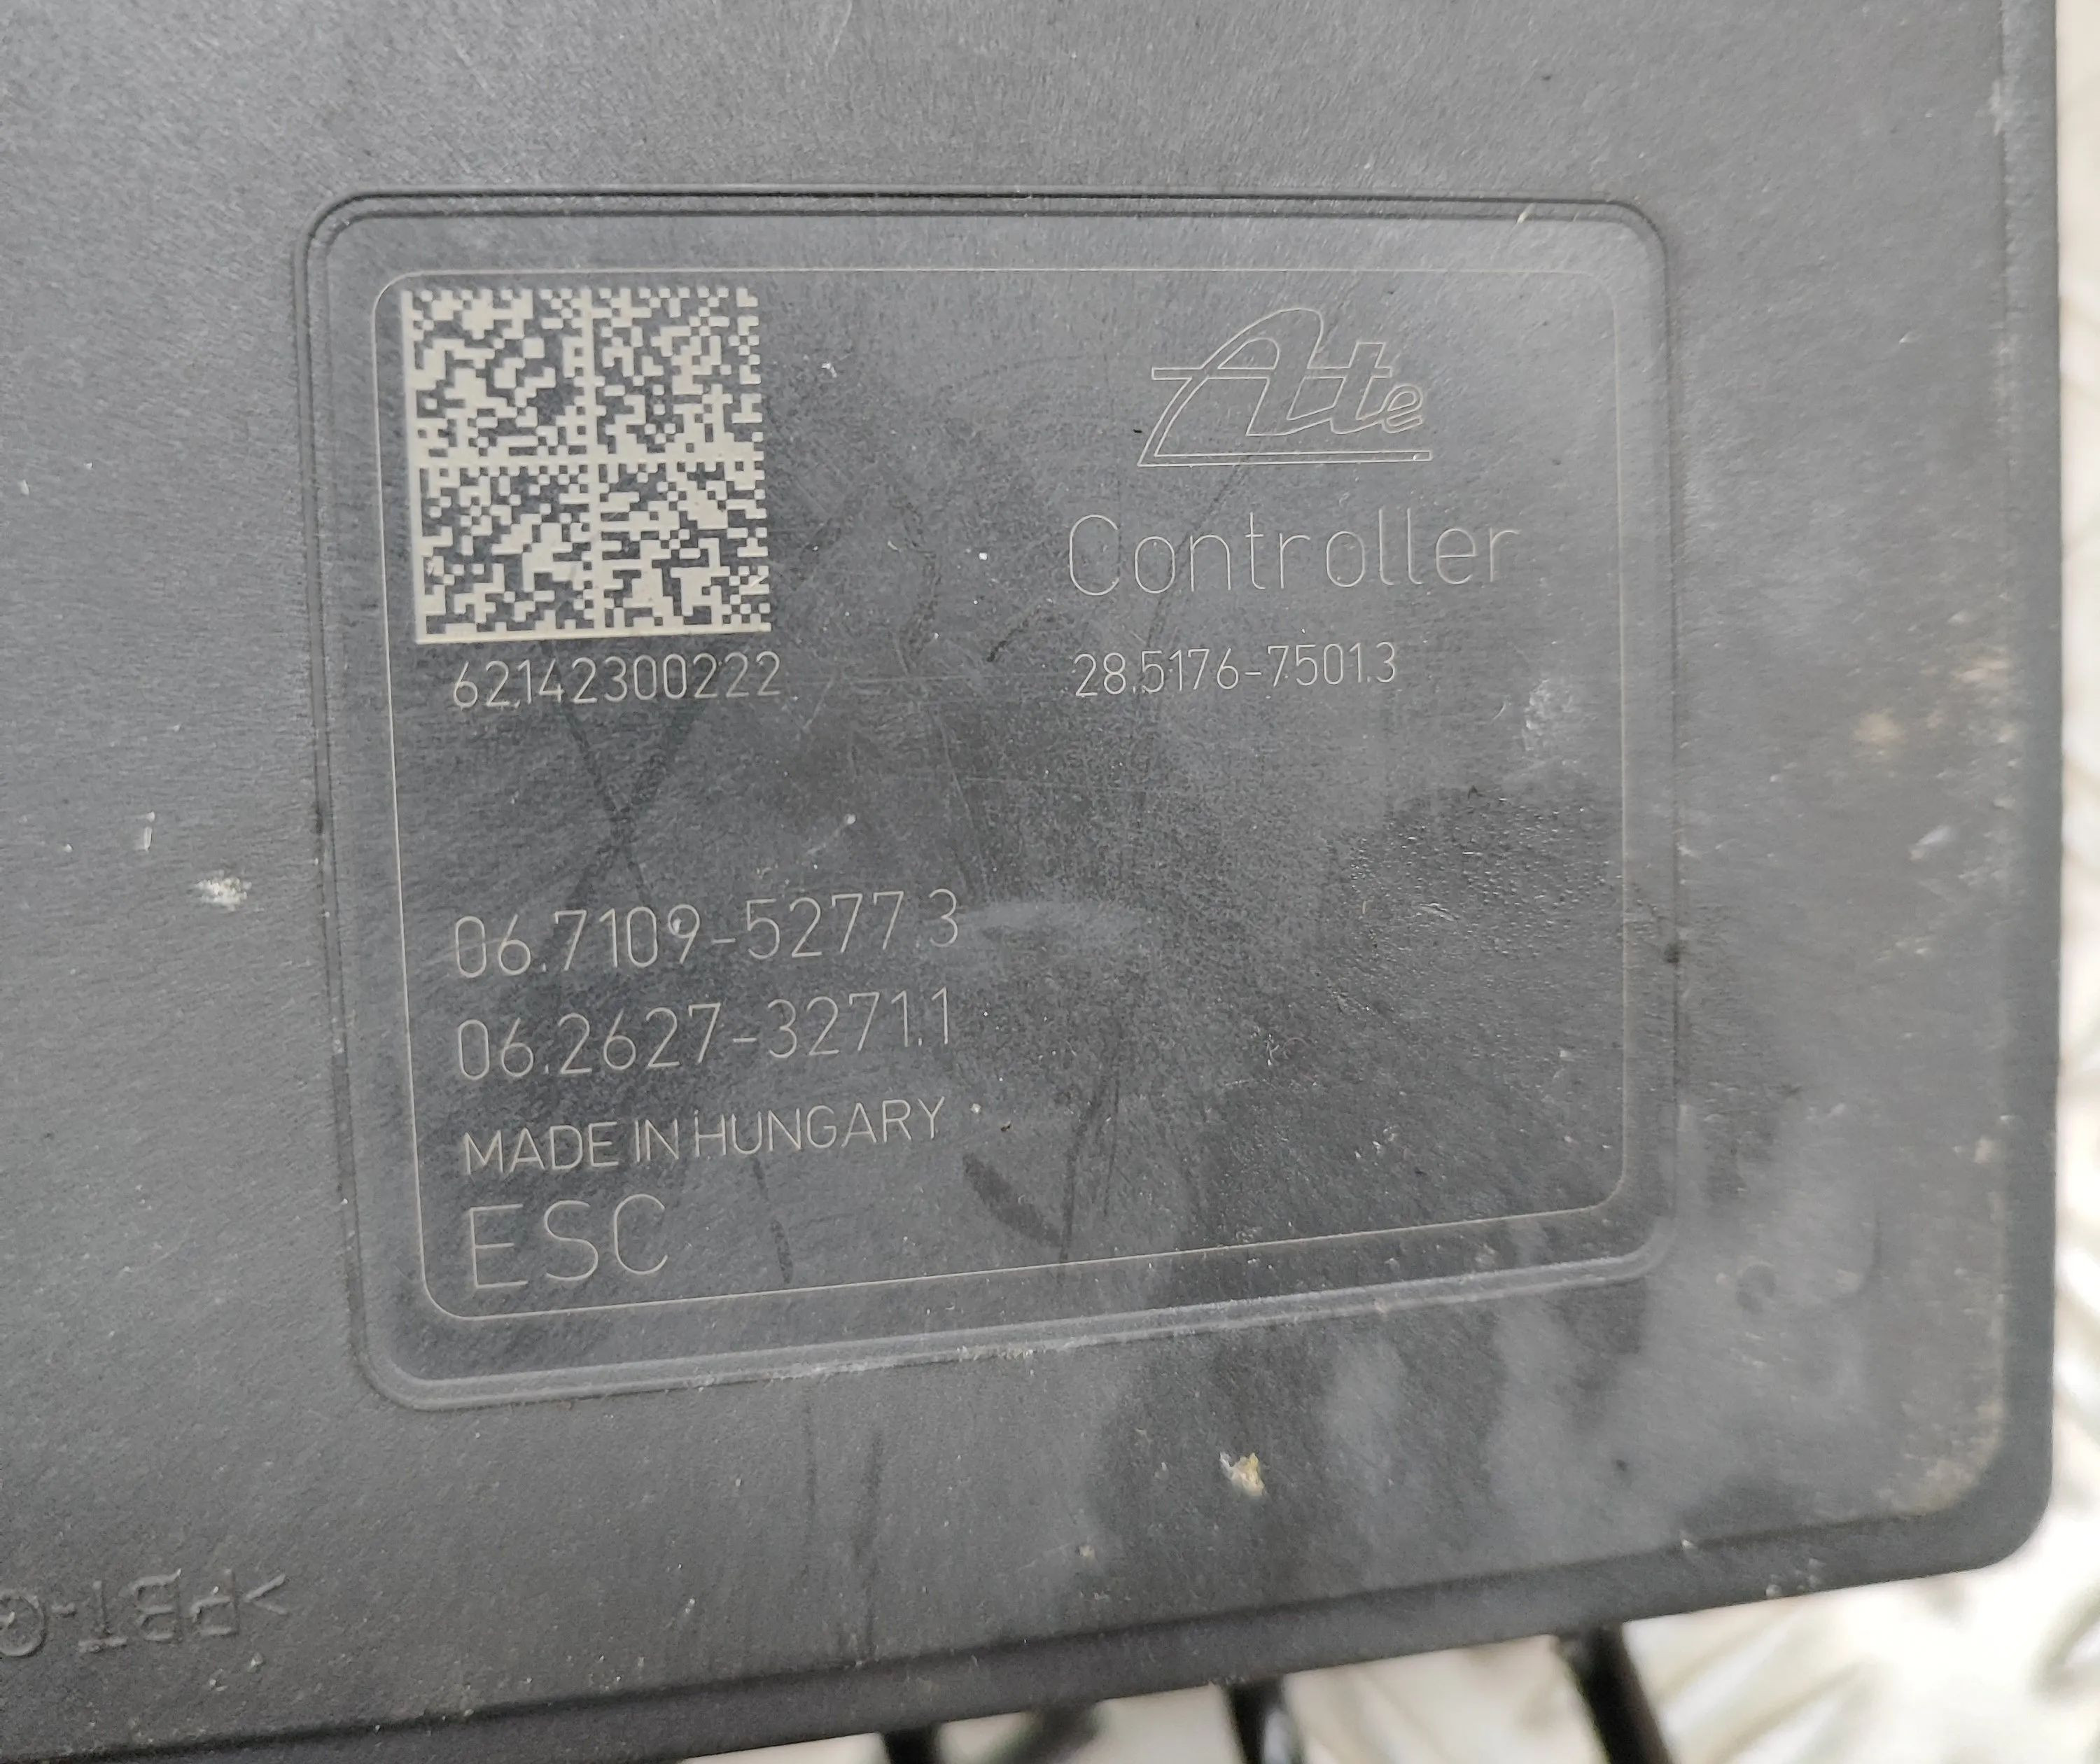 Ate
Controller
62142300222
28.5176-7501.3
06.7109-5277.3
06.2627-3271.1
MADE IN HUNGARY
ESC
>PBT-G